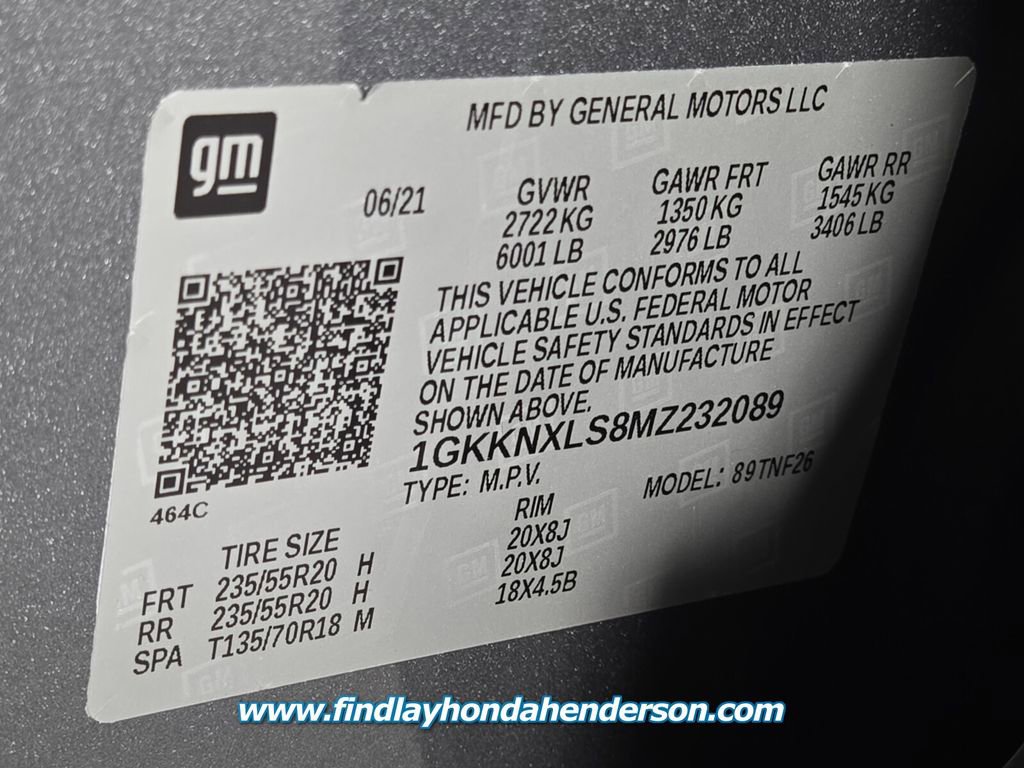 gm
MFD BY GENERAL MOTORS LLC
06/21
GVWR GAWR FRT GAWR RR
2722 KG 1350 KG 1545 KG
6001 LB 2976 LB 3406 LB
THIS VEHICLE CONFORMS TO ALL
APPLICABLE U.S. FEDERAL MOTOR
VEHICLE SAFETY STANDARDS IN EFFECT
ON THE DATE OF MANUFACTURE
SHOWN ABOVE.
1GKKNXLS8MZ232089
TYPE: M.P.V. MODEL: 89TNF26
464C
TIRE SIZE RIM
FRT 235/55R20 H 20X8J
RR 235/55R20 H 20X8J
SPA T135/70R18 M 18X4.5B
www.findlayhondahenderson.com